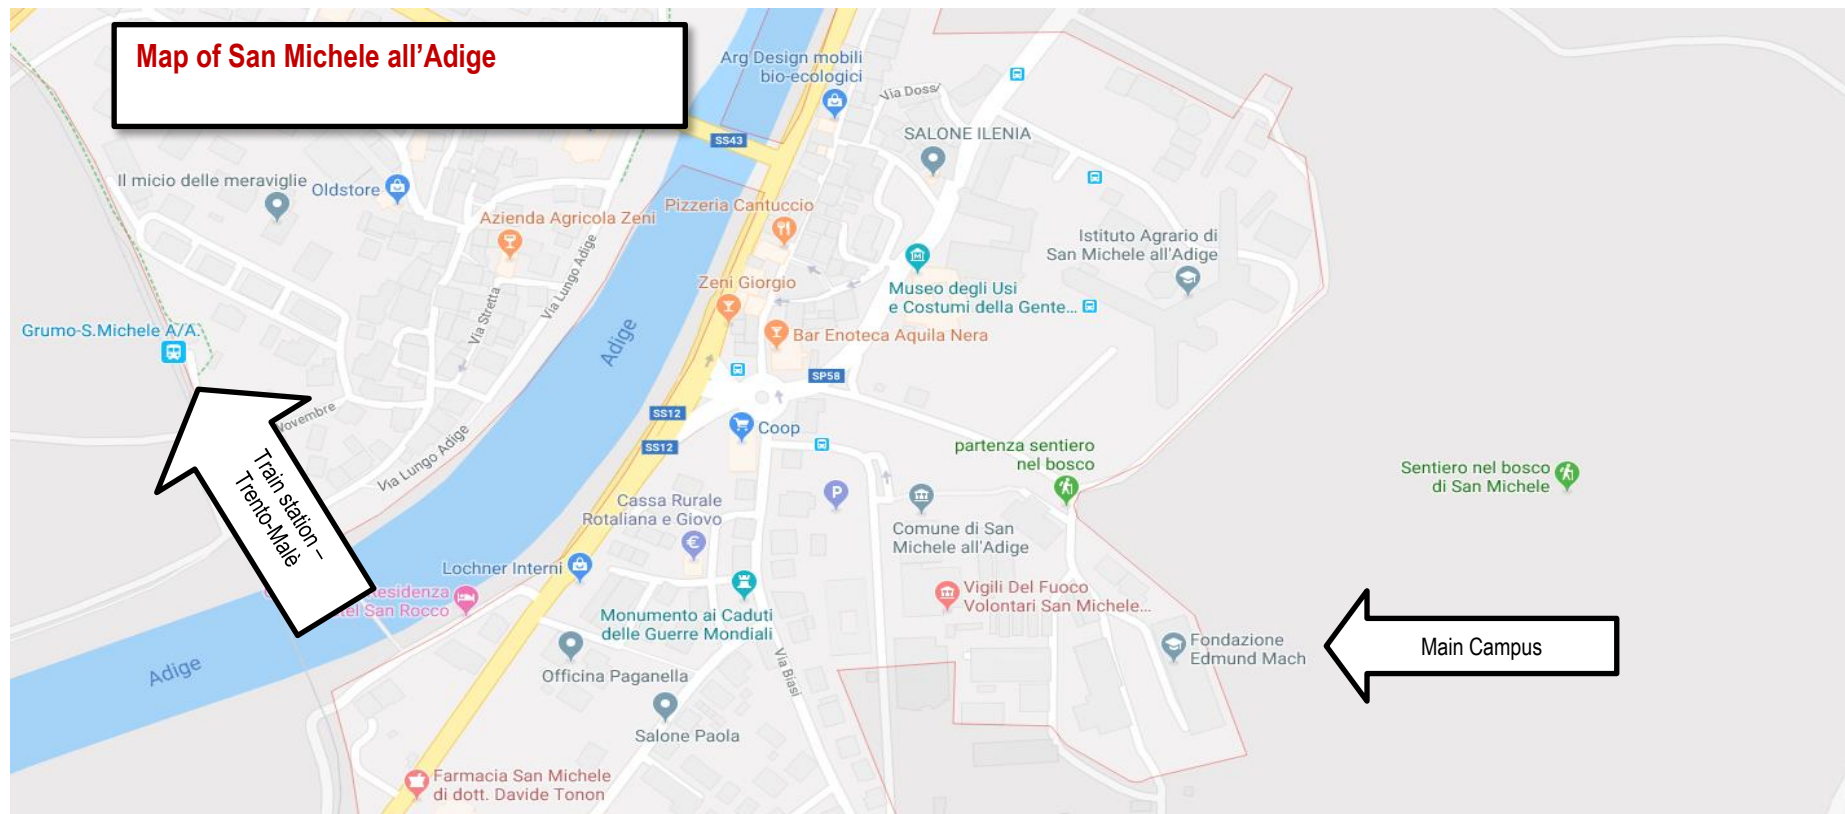 Map of San Michele all’Adige
Arg Design mobili
bio-ecologici
Via Doss
SALONE ILENIA
SS43
Il micio delle meraviglie
Oldstore
Azienda Agricola Zeni
Pizzeria Cantuccio
Istituto Agrario di
San Michele all'Adige
Via Lungo Adige
Zeni Giorgio
Museo degli Usi
e Costumi della Gente...
Via Stretta
Adige
Grumo-S.Michele A/A
Bar Enoteca Aquila Nera
SP58
SS12
Novembre
Coop
SS12
Via Lungo Adige
partenza sentiero
nel bosco
Sentiero nel bosco
di San Michele
Train station –
Trento-Malè
P
Cassa Rurale
Rotaliana e Giovo
Comune di San
Michele all'Adige
€
Lochner Interni
Residenza
el San Rocco
Vigili Del Fuoco
Volontari San Michele...
Monumento ai Caduti
delle Guerre Mondiali
Fondazione
Edmund Mach
Main Campus
Adige
Officina Paganella
Via Biasi
Salone Paola
Farmacia San Michele
di dott. Davide Tonon